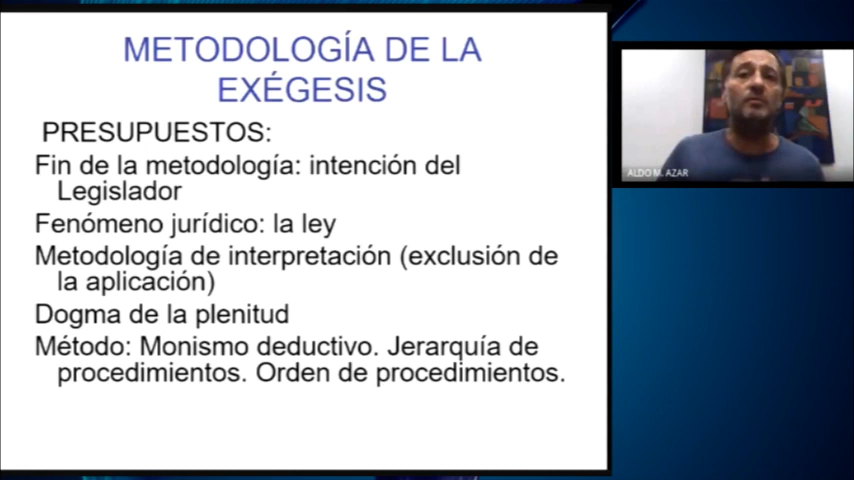 METODOLOGÍA DE LA
EXÉGESIS
PRESUPUESTOS:
Fin de la metodología: intención del
Legislador
Fenómeno jurídico: la ley
Metodología de interpretación (exclusión de
la aplicación)
Dogma de la plenitud
Método: Monismo deductivo. Jerarquía de
procedimientos. Orden de procedimientos.
ALDO M. AZAR